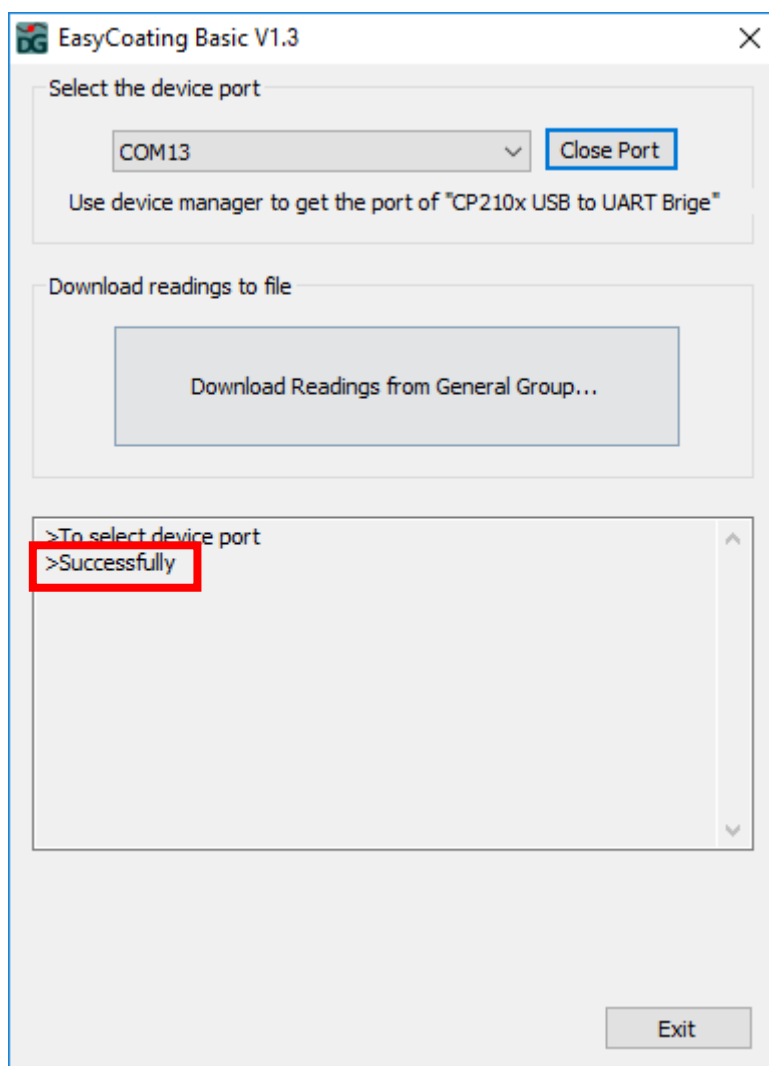 DG
EasyCoating Basic V1.3
Select the device port
COM13
Close Port
Use device manager to get the port of "CP210x USB to UART Brige"
Download readings to file
Download Readings from General Group...
>To select device port
>Successfully
Exit